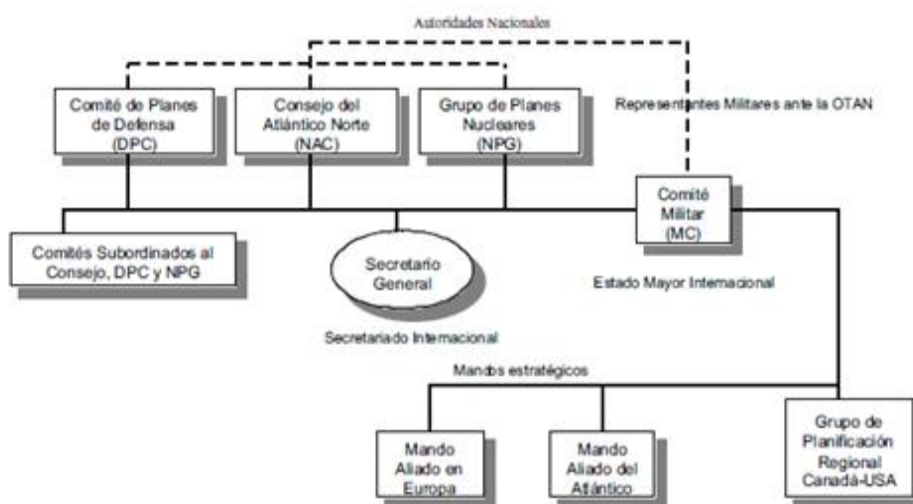 Autoridades Nacionales
Comité de Planes
de Defensa
(DPC)
Consejo del
Atlántico Norte
(NAC)
Grupo de Planes
Nucleares
(NPG)
Representantes Militares ante la OTAN
Comité
Militar
(MC)
Comités Subordinados al
Consejo, DPC y NPG
Secretario
General
Estado Mayor Internacional
Secretariado Internacional
Mandos estratégicos
Mando
Aliado en
Europa
Mando
Aliado del
Atlántico
Grupo de
Planificación
Regional
Canadá-USA